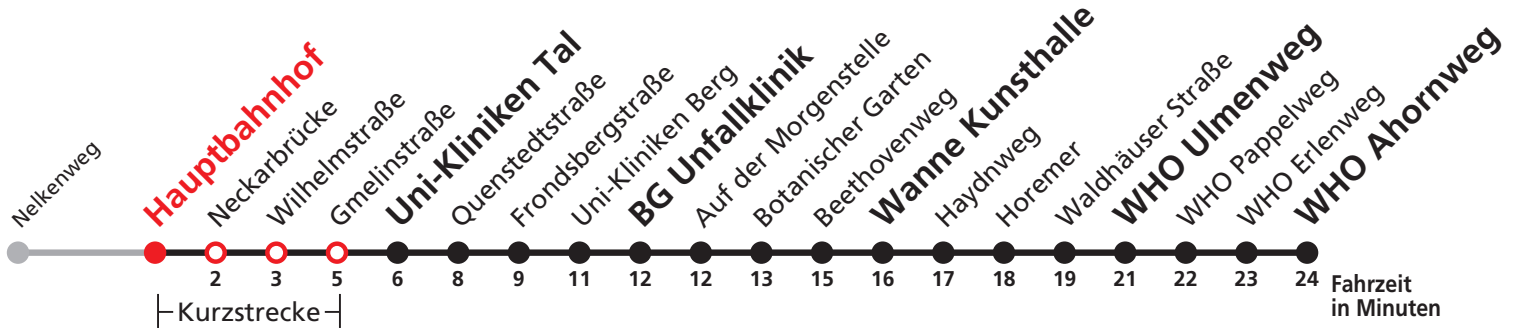 Nelkenweg
Hauptbahnhof
Neckarbrücke
Wilhelmstraße
Gmelinstraße
Uni-Kliniken Tal
Quenstedtstraße
Frondsbergstraße
Uni-Kliniken Berg
BG Unfallklinik
Auf der Morgenstelle
Botanischer Garten
Beethovenweg
Wanne Kunsthalle
Haydnweg
Horemer
Waldhäuser Straße
WHO Ulmenweg
WHO Pappelweg
WHO Erlenweg
WHO Ahornweg
2 3 5 6 8 9 11 12 12 13 15 16 17 18 19 21 22 23 24
Fahrzeit
in Minuten
Kurzstrecke